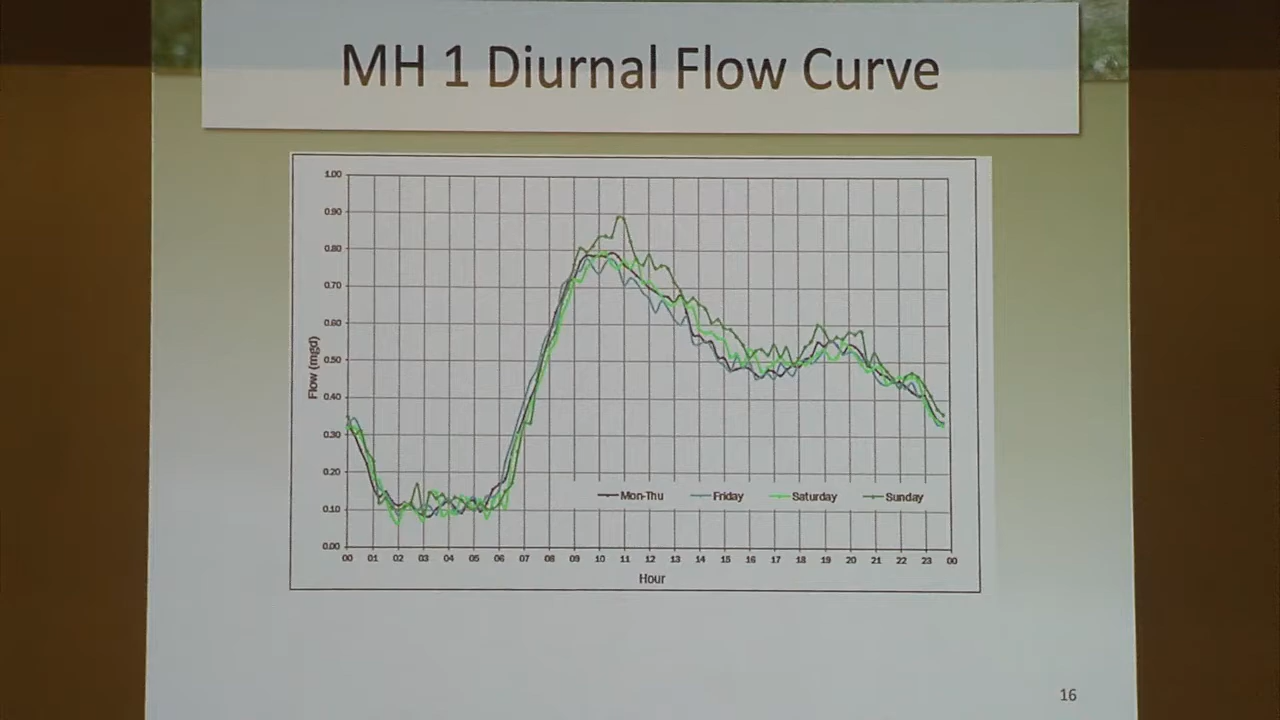 MH 1 Diurnal Flow Curve
1.00
0.90
0.80
0.70
0.60
0.50
0.40
0.30
0.20
0.10
0.00
Flow (mgd)
Mon-Thu Friday Saturday Sunday
00 01 02 03 04 05 06 07 08 09 10 11 12 13 14 15 16 17 18 19 20 21 22 23 00
Hour
16